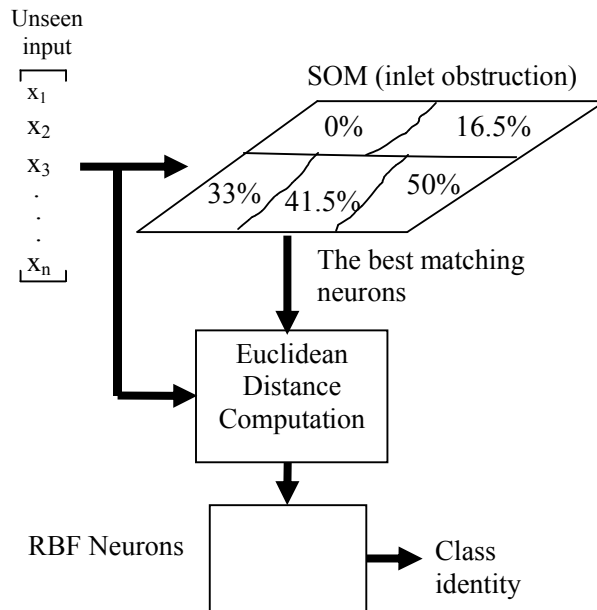 Unseen
input
x₁
x₂
x₃
.
.
.
xₙ
SOM (inlet obstruction)
0%
16.5%
33%
41.5%
50%
The best matching
neurons
Euclidean
Distance
Computation
RBF Neurons
Class
identity